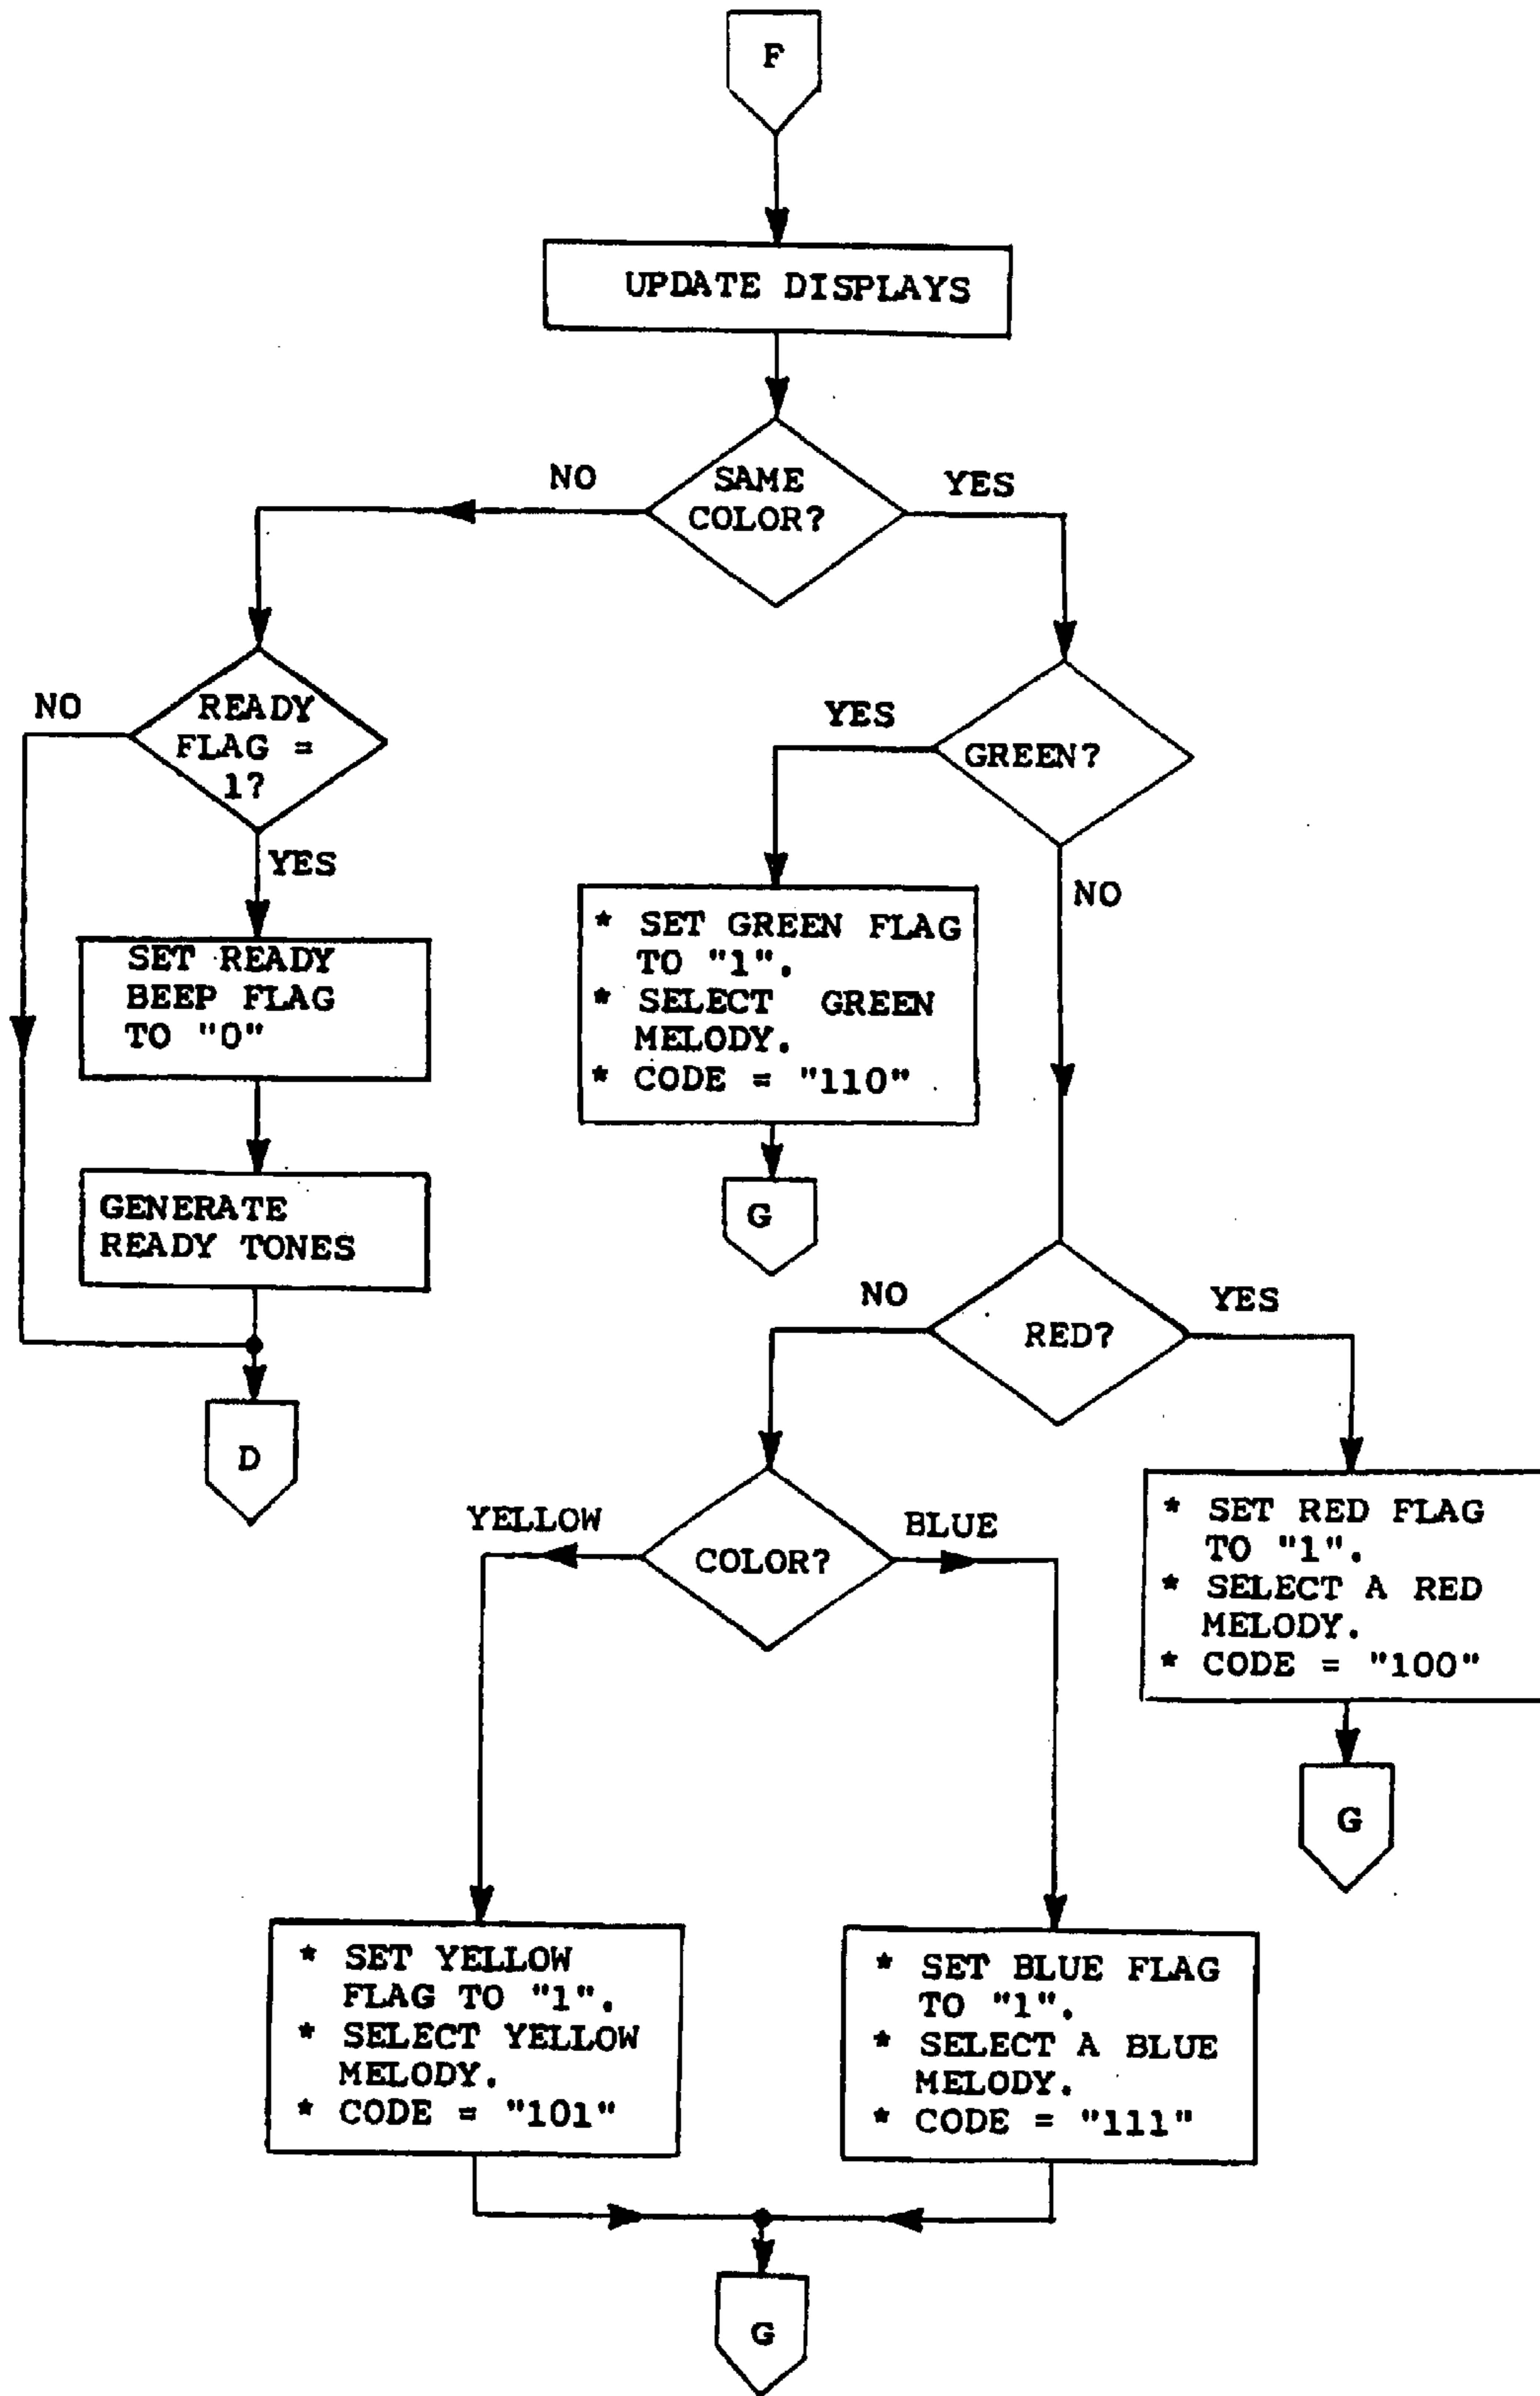 F
UPDATE DISPLAYS
SAME
COLOR?
NO
YES
READY
FLAG =
1?
NO
YES
SET READY
BEEP FLAG
TO "0"
GENERATE
READY TONES
D
GREEN?
YES
NO
* SET GREEN FLAG
TO "1".
* SELECT GREEN
MELODY.
* CODE = "110"
G
RED?
NO
YES
* SET RED FLAG
TO "1".
* SELECT A RED
MELODY.
* CODE = "100"
G
COLOR?
YELLOW
BLUE
* SET YELLOW
FLAG TO "1".
* SELECT YELLOW
MELODY.
* CODE = "101"
* SET BLUE FLAG
TO "1".
* SELECT A BLUE
MELODY.
* CODE = "111"
G